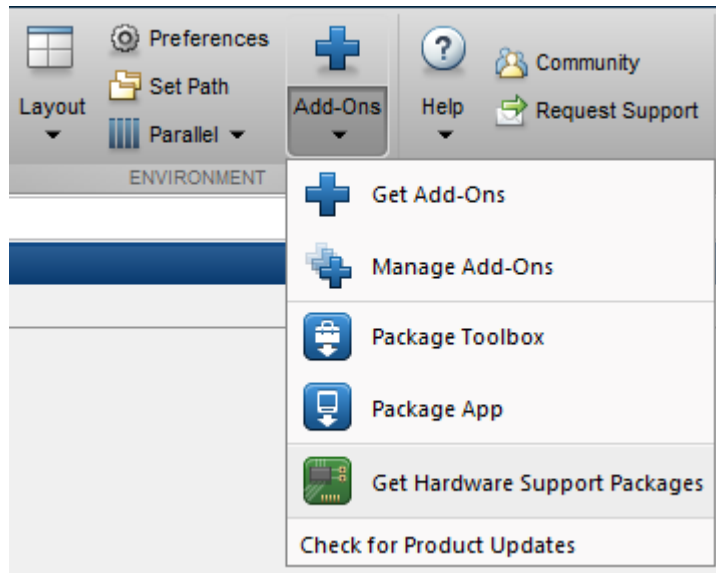 Preferences
Set Path
Layout
Parallel
Add-Ons
ENVIRONMENT
?
Help
Community
Request Support
Get Add-Ons
Manage Add-Ons
Package Toolbox
Package App
Get Hardware Support Packages
Check for Product Updates